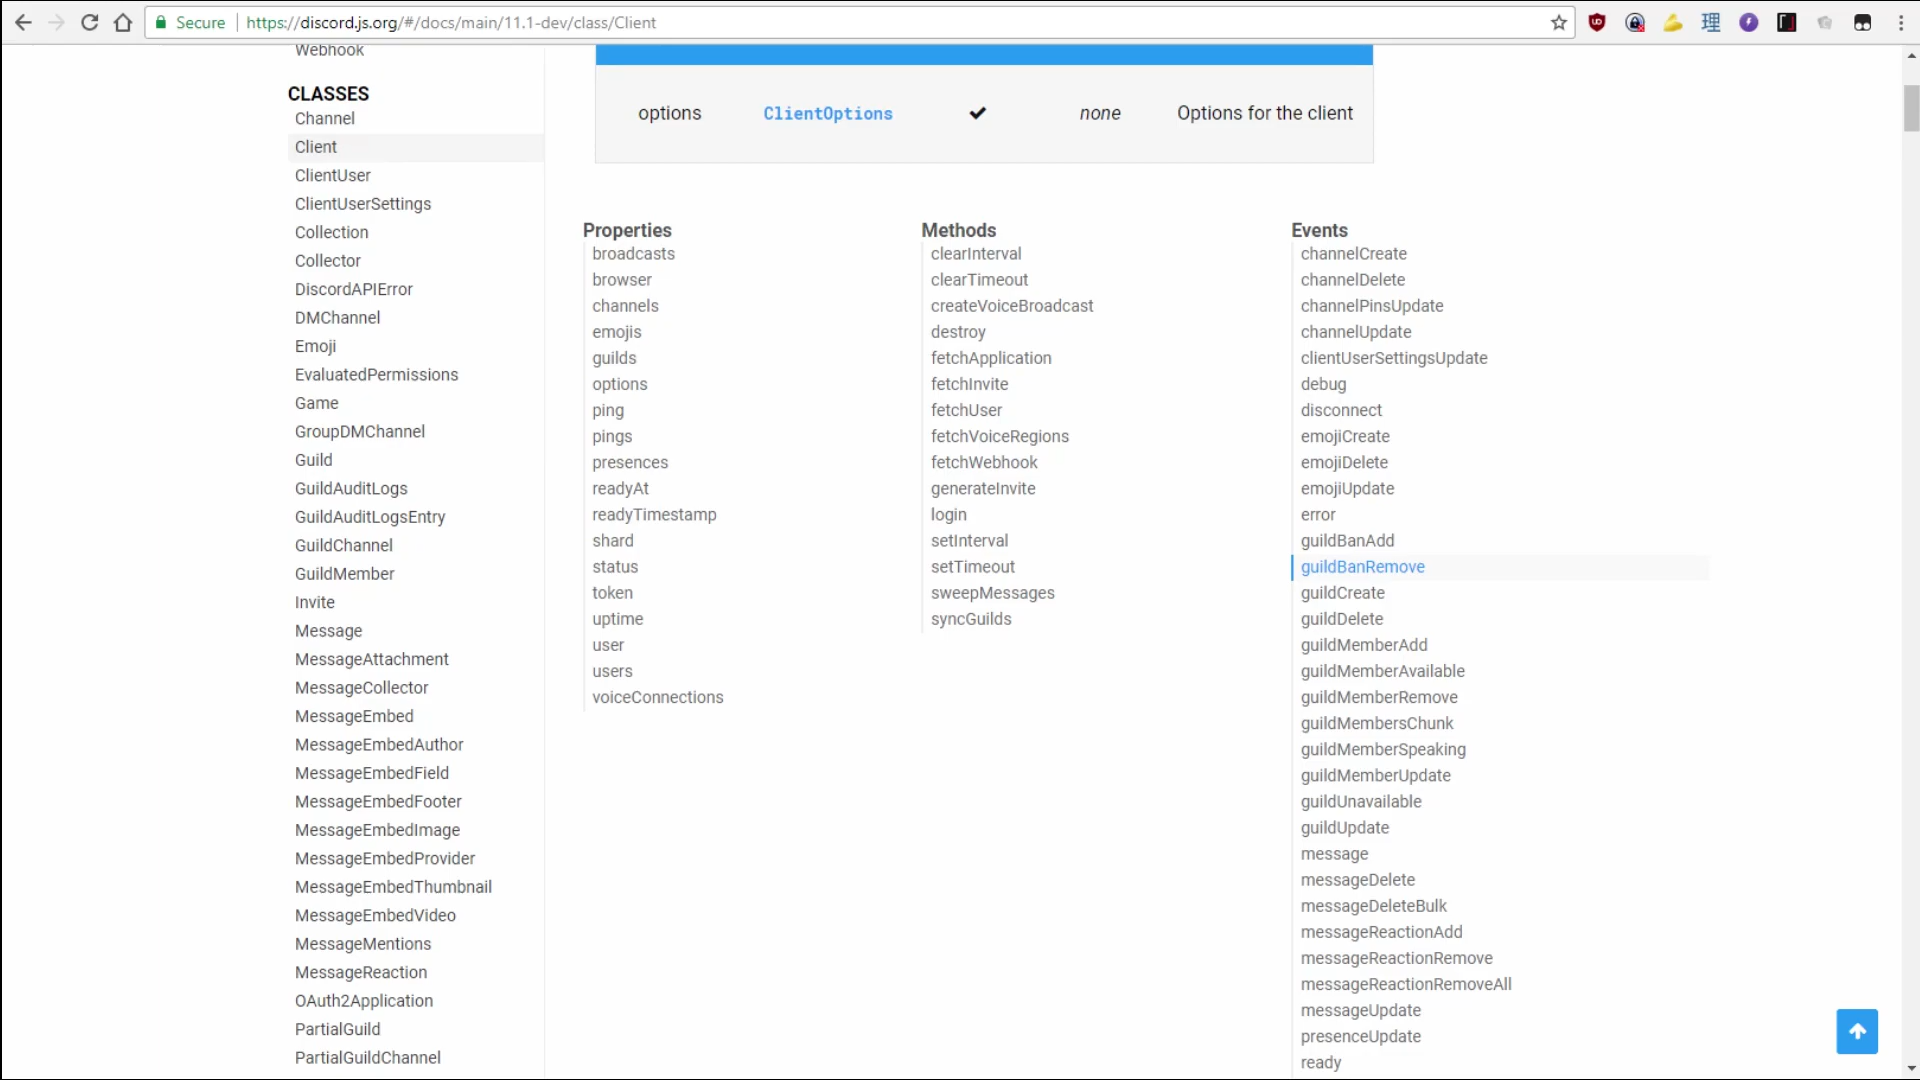 Secure https://discord.js.org/#/docs/main/11.1-dev/class/Client
Webhook
CLASSES
Channel
Client
ClientUser
ClientUserSettings
Collection
Collector
DiscordAPIError
DMChannel
Emoji
EvaluatedPermissions
Game
GroupDMChannel
Guild
GuildAuditLogs
GuildAuditLogsEntry
GuildChannel
GuildMember
Invite
Message
MessageAttachment
MessageCollector
MessageEmbed
MessageEmbedAuthor
MessageEmbedField
MessageEmbedFooter
MessageEmbedImage
MessageEmbedProvider
MessageEmbedThumbnail
MessageEmbedVideo
MessageMentions
MessageReaction
OAuth2Application
PartialGuild
PartialGuildChannel
options ClientOptions ✔ none Options for the client
Properties
broadcasts
browser
channels
emojis
guilds
options
ping
pings
presences
readyAt
readyTimestamp
shard
status
token
uptime
user
users
voiceConnections
Methods
clearInterval
clearTimeout
createVoiceBroadcast
destroy
fetchApplication
fetchInvite
fetchUser
fetchVoiceRegions
fetchWebhook
generateInvite
login
setInterval
setTimeout
sweepMessages
syncGuilds
Events
channelCreate
channelDelete
channelPinsUpdate
channelUpdate
clientUserSettingsUpdate
debug
disconnect
emojiCreate
emojiDelete
emojiUpdate
error
guildBanAdd
guildBanRemove
guildCreate
guildDelete
guildMemberAdd
guildMemberAvailable
guildMemberRemove
guildMembersChunk
guildMemberSpeaking
guildMemberUpdate
guildUnavailable
guildUpdate
message
messageDelete
messageDeleteBulk
messageReactionAdd
messageReactionRemove
messageReactionRemoveAll
messageUpdate
presenceUpdate
ready